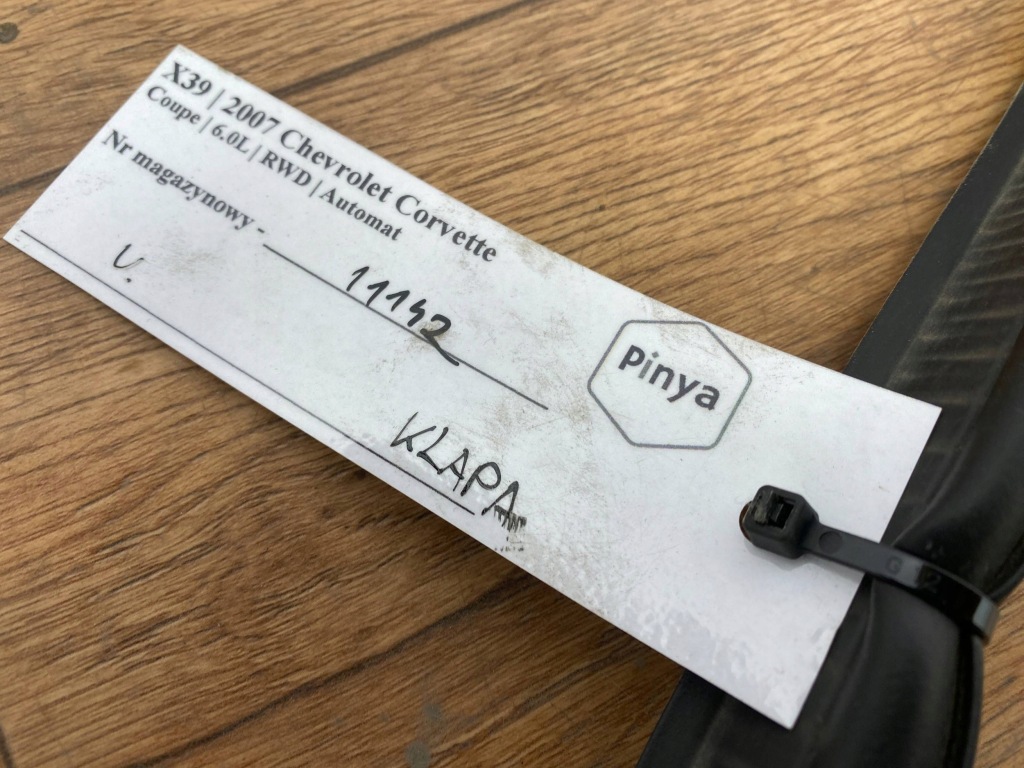 X39 | 2007 Chevrolet Corvette
Coupe | 6.0L | RWD | Automat
Nr magazynowy - 11142
U. KLAPA
Pinya